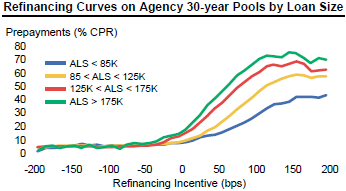 Refinancing Curves on Agency 30-year Pools by Loan Size
Prepayments (% CPR)
80
70
60
50
40
30
20
10
0
ALS < 85K
85 < ALS < 125K
125K < ALS < 175K
ALS > 175K
-200 -150 -100 -50 0 50 100 150 200
Refinancing Incentive (bps)